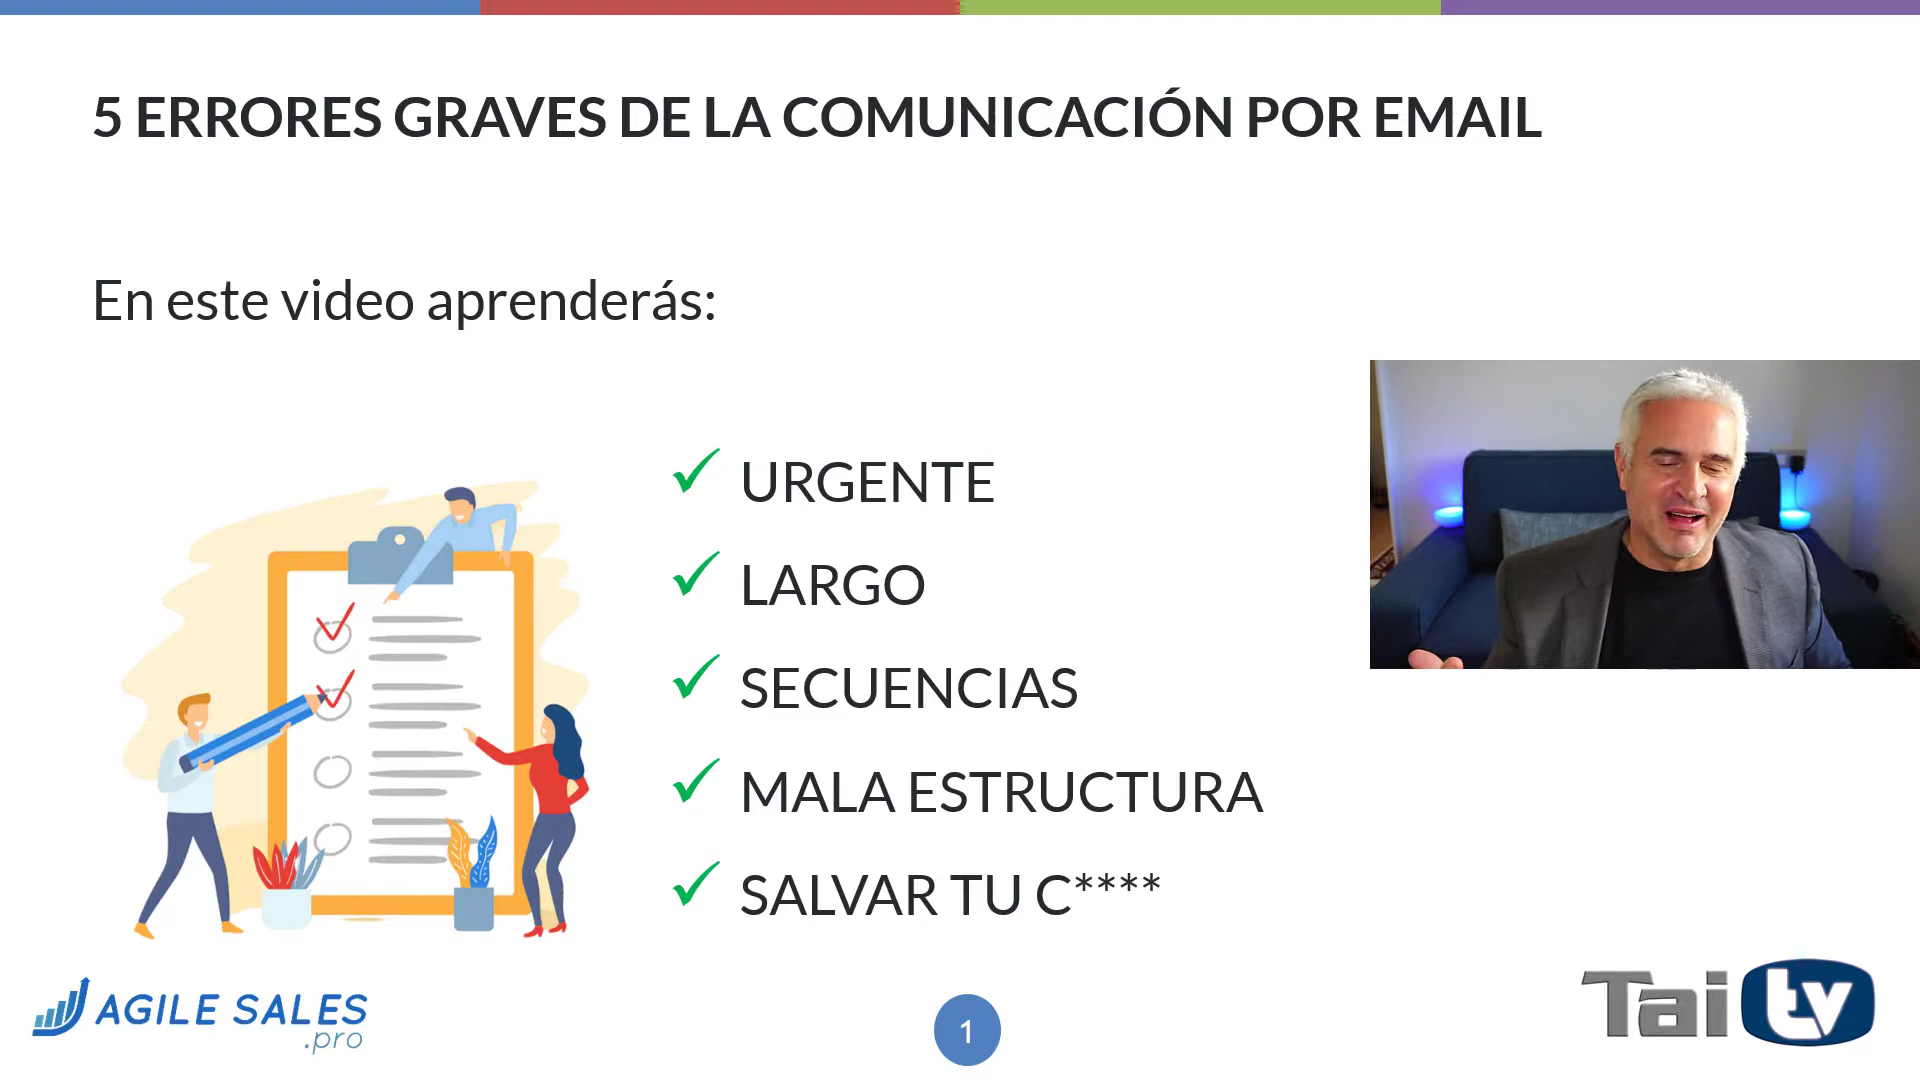 5 ERRORES GRAVES DE LA COMUNICACIÓN POR EMAIL
En este video aprenderás:
URGENTE
LARGO
SECUENCIAS
MALA ESTRUCTURA
SALVAR TU C****
AGILE SALES
.pro
1
Tai tv